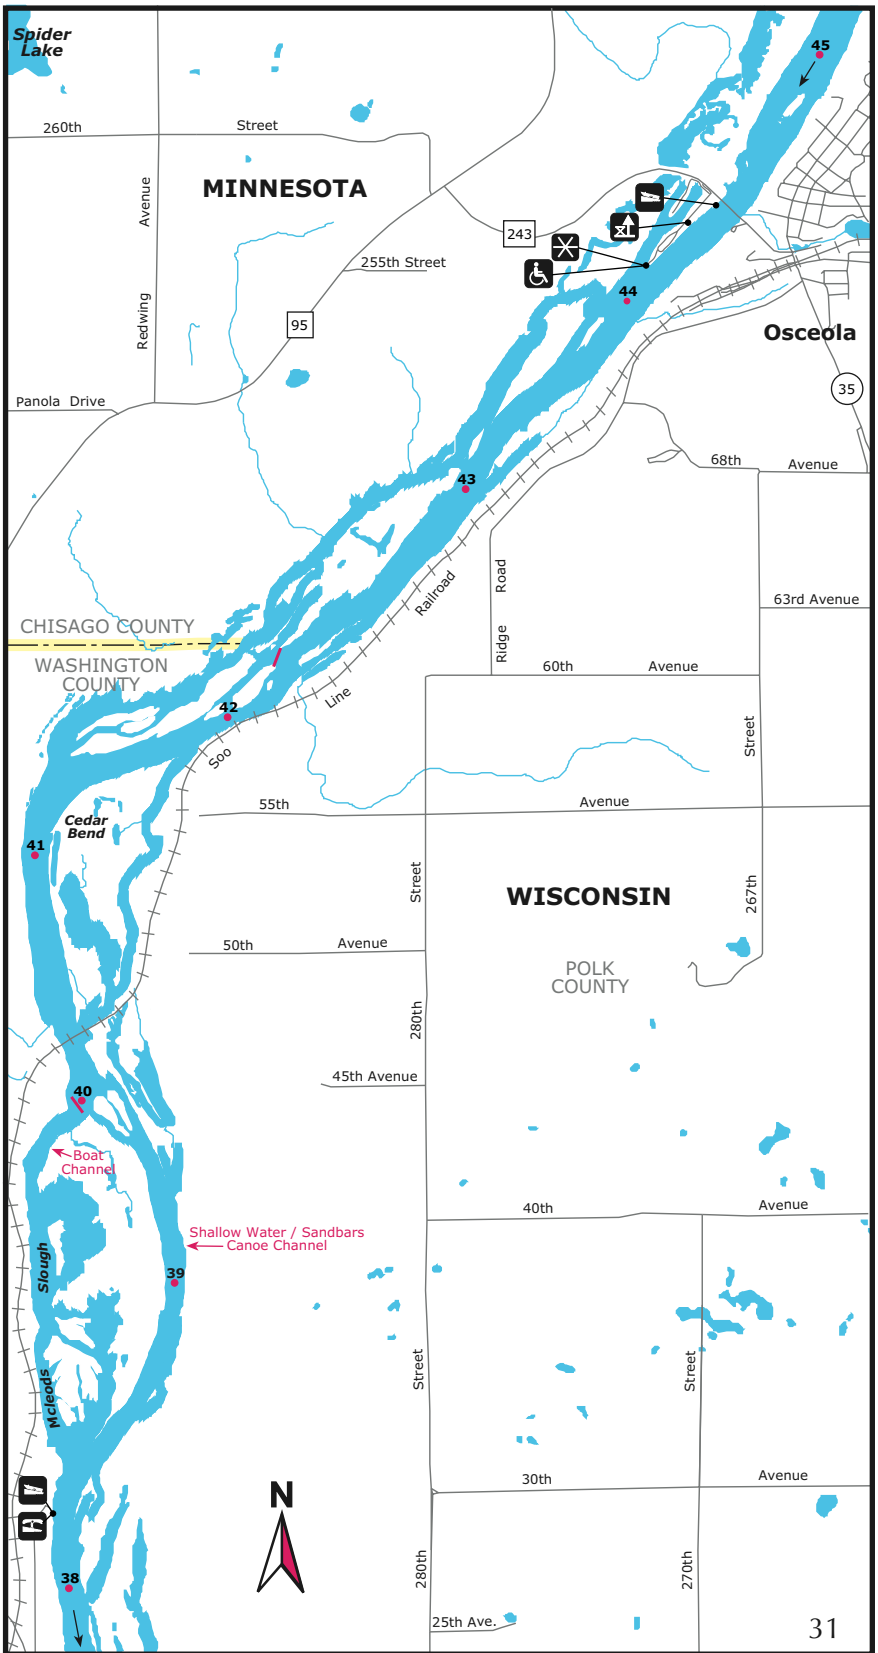 Spider
Lake
45
260th
Street
Avenue
MINNESOTA
243
255th Street
44
Redwing
95
Osceola
35
Panola Drive
68th
Avenue
43
Road
Railroad
63rd Avenue
CHISAGO COUNTY
WASHINGTON
COUNTY
Ridge
60th
Avenue
42
Line
Soo
Street
55th
Avenue
Cedar
Bend
41
Street
WISCONSIN
267th
50th
Avenue
POLK
COUNTY
280th
45th Avenue
40
Boat
Channel
40th
Avenue
Shallow Water / Sandbars
Canoe Channel
Slough
39
Mcleods
Street
Street
30th
Avenue
N
38
280th
270th
25th Ave.
31